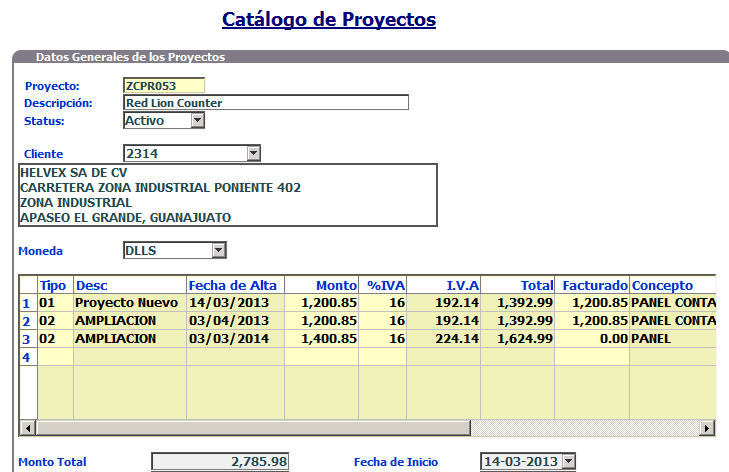 Catálogo de Proyectos
Datos Generales de los Proyectos
Proyecto: ZCPR053
Descripción: Red Lion Counter
Status: Activo
Cliente 2314
HELVEX SA DE CV
CARRETERA ZONA INDUSTRIAL PONIENTE 402
ZONA INDUSTRIAL
APASEO EL GRANDE, GUANAJUATO
Moneda DLLS
Tipo Desc Fecha de Alta Monto %IVA I.V.A Total Facturado Concepto
1 01 Proyecto Nuevo 14/03/2013 1,200.85 16 192.14 1,392.99 1,200.85 PANEL CONTA
2 02 AMPLIACION 03/04/2013 1,200.85 16 192.14 1,392.99 1,200.85 PANEL CONTA
3 02 AMPLIACION 03/03/2014 1,400.85 16 224.14 1,624.99 0.00 PANEL
4
Monto Total 2,785.98 Fecha de Inicio 14-03-2013